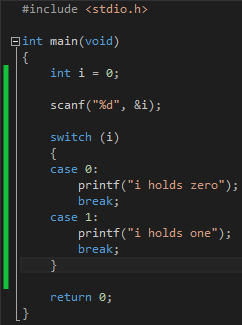 #include <stdio.h>
int main(void)
{
int i = 0;
scanf("%d", &i);
switch (i)
{
case 0:
printf("i holds zero");
break;
case 1:
printf("i holds one");
break;
}
return 0;
}